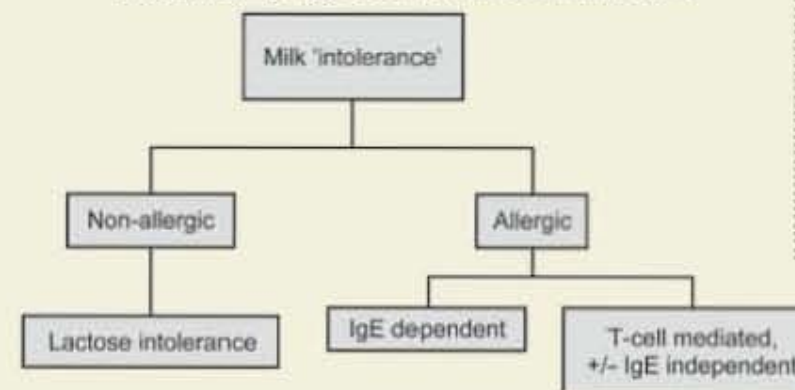 Milk 'intolerance'
Non-allergic
Allergic
Lactose intolerance
IgE dependent
T-cell mediated,
+/- IgE independent